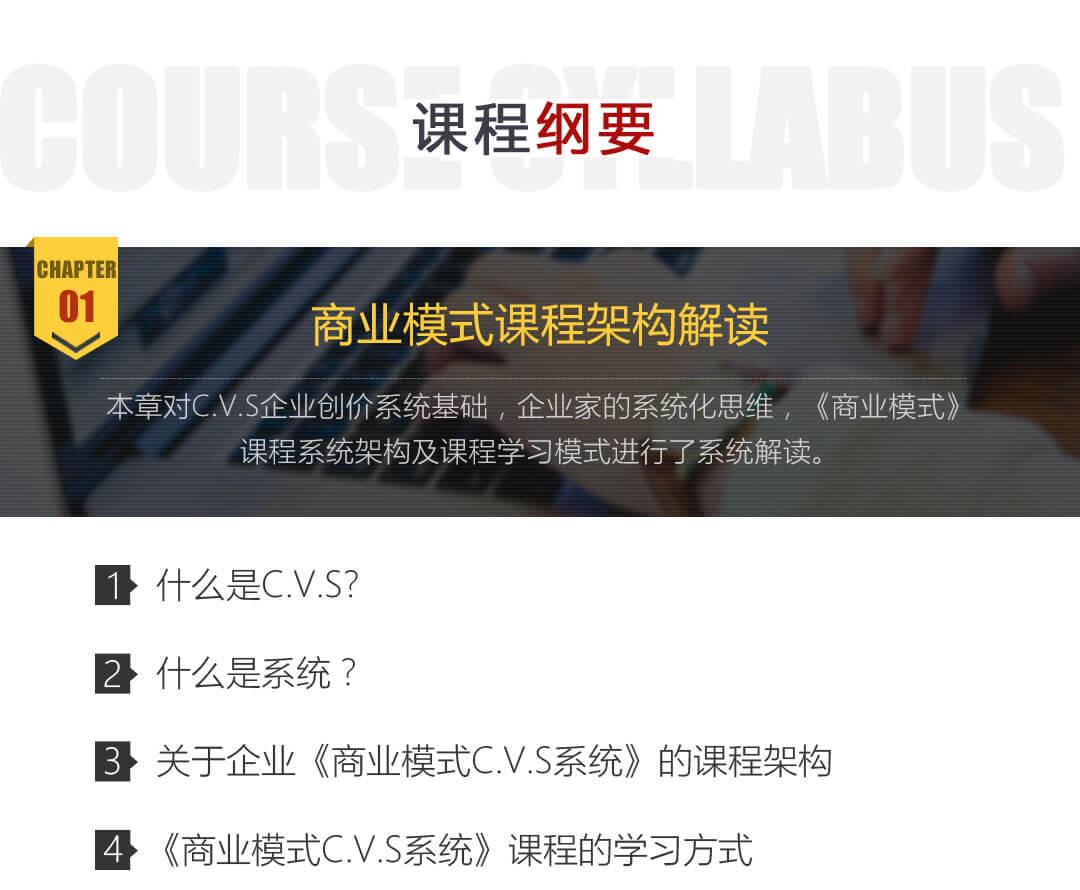 COURSE SYLLABUS
课程纲要
CHAPTER
01
商业模式课程架构解读
本章对C.V.S企业创价系统基础，企业家的系统化思维，《商业模式》
课程系统架构及课程学习模式进行了系统解读。
1 什么是C.V.S?
2 什么是系统？
3 关于企业《商业模式C.V.S系统》的课程架构
4 《商业模式C.V.S系统》课程的学习方式